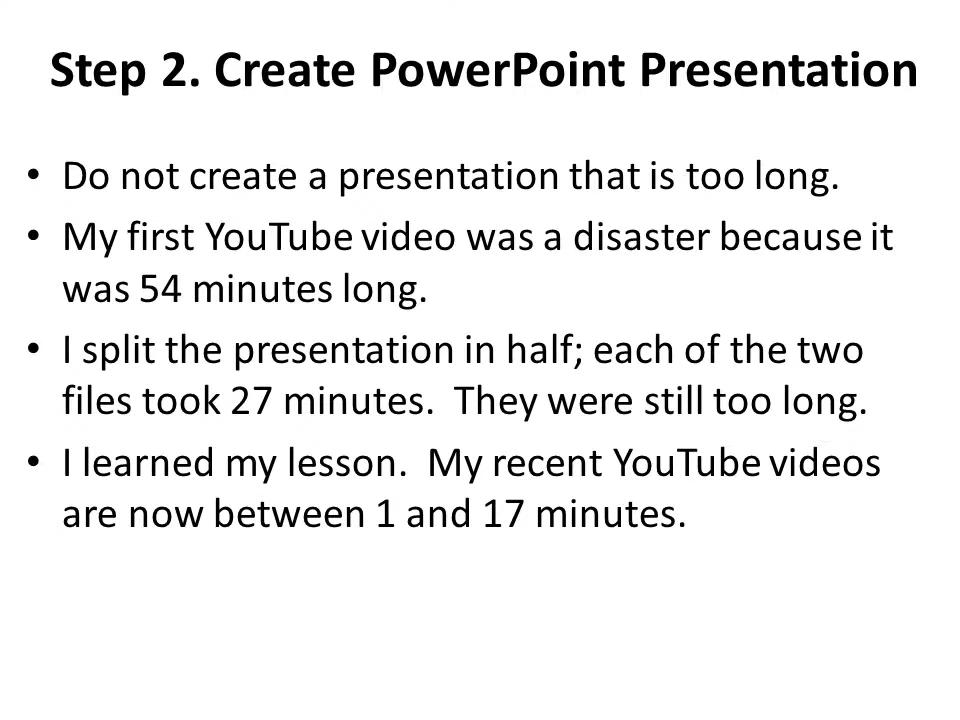 Step 2. Create PowerPoint Presentation
• Do not create a presentation that is too long.
• My first YouTube video was a disaster because it
was 54 minutes long.
• I split the presentation in half; each of the two
files took 27 minutes.  They were still too long.
• I learned my lesson.  My recent YouTube videos
are now between 1 and 17 minutes.